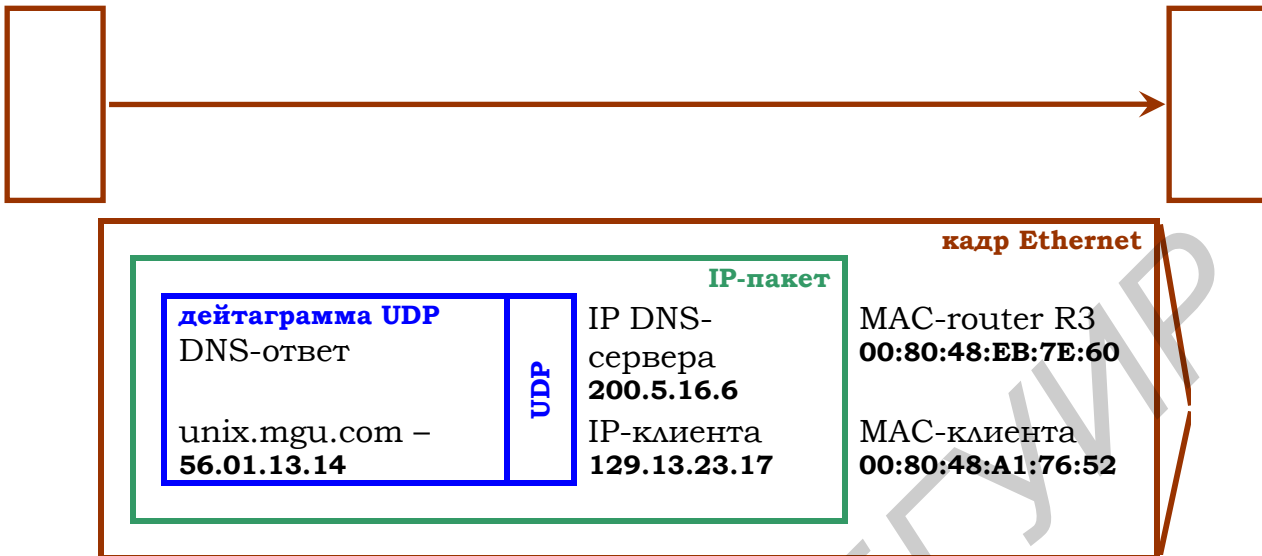 кадр Ethernet
IP-пакет
дейтаграмма UDP
DNS-ответ
unix.mgu.com –
56.01.13.14
UDP
IP DNS-
сервера
200.5.16.6
IP-клиента
129.13.23.17
MAC-router R3
00:80:48:EB:7E:60
MAC-клиента
00:80:48:A1:76:52
ГУИР